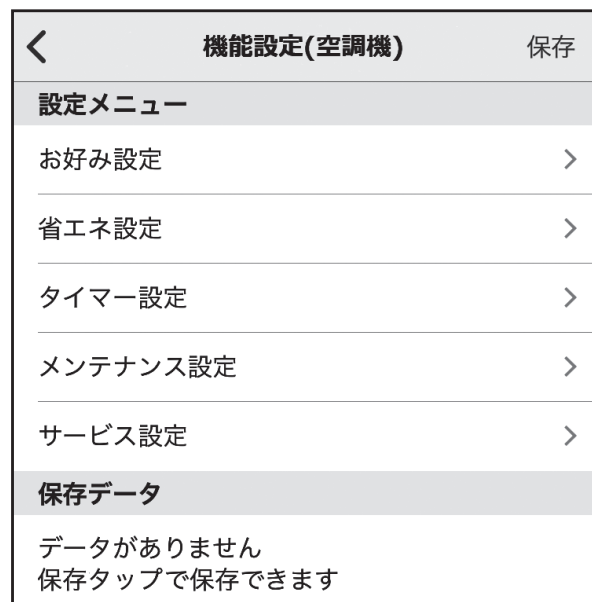 機能設定(空調機) 保存
設定メニュー
お好み設定
省エネ設定
タイマー設定
メンテナンス設定
サービス設定
保存データ
データがありません
保存タップで保存できます